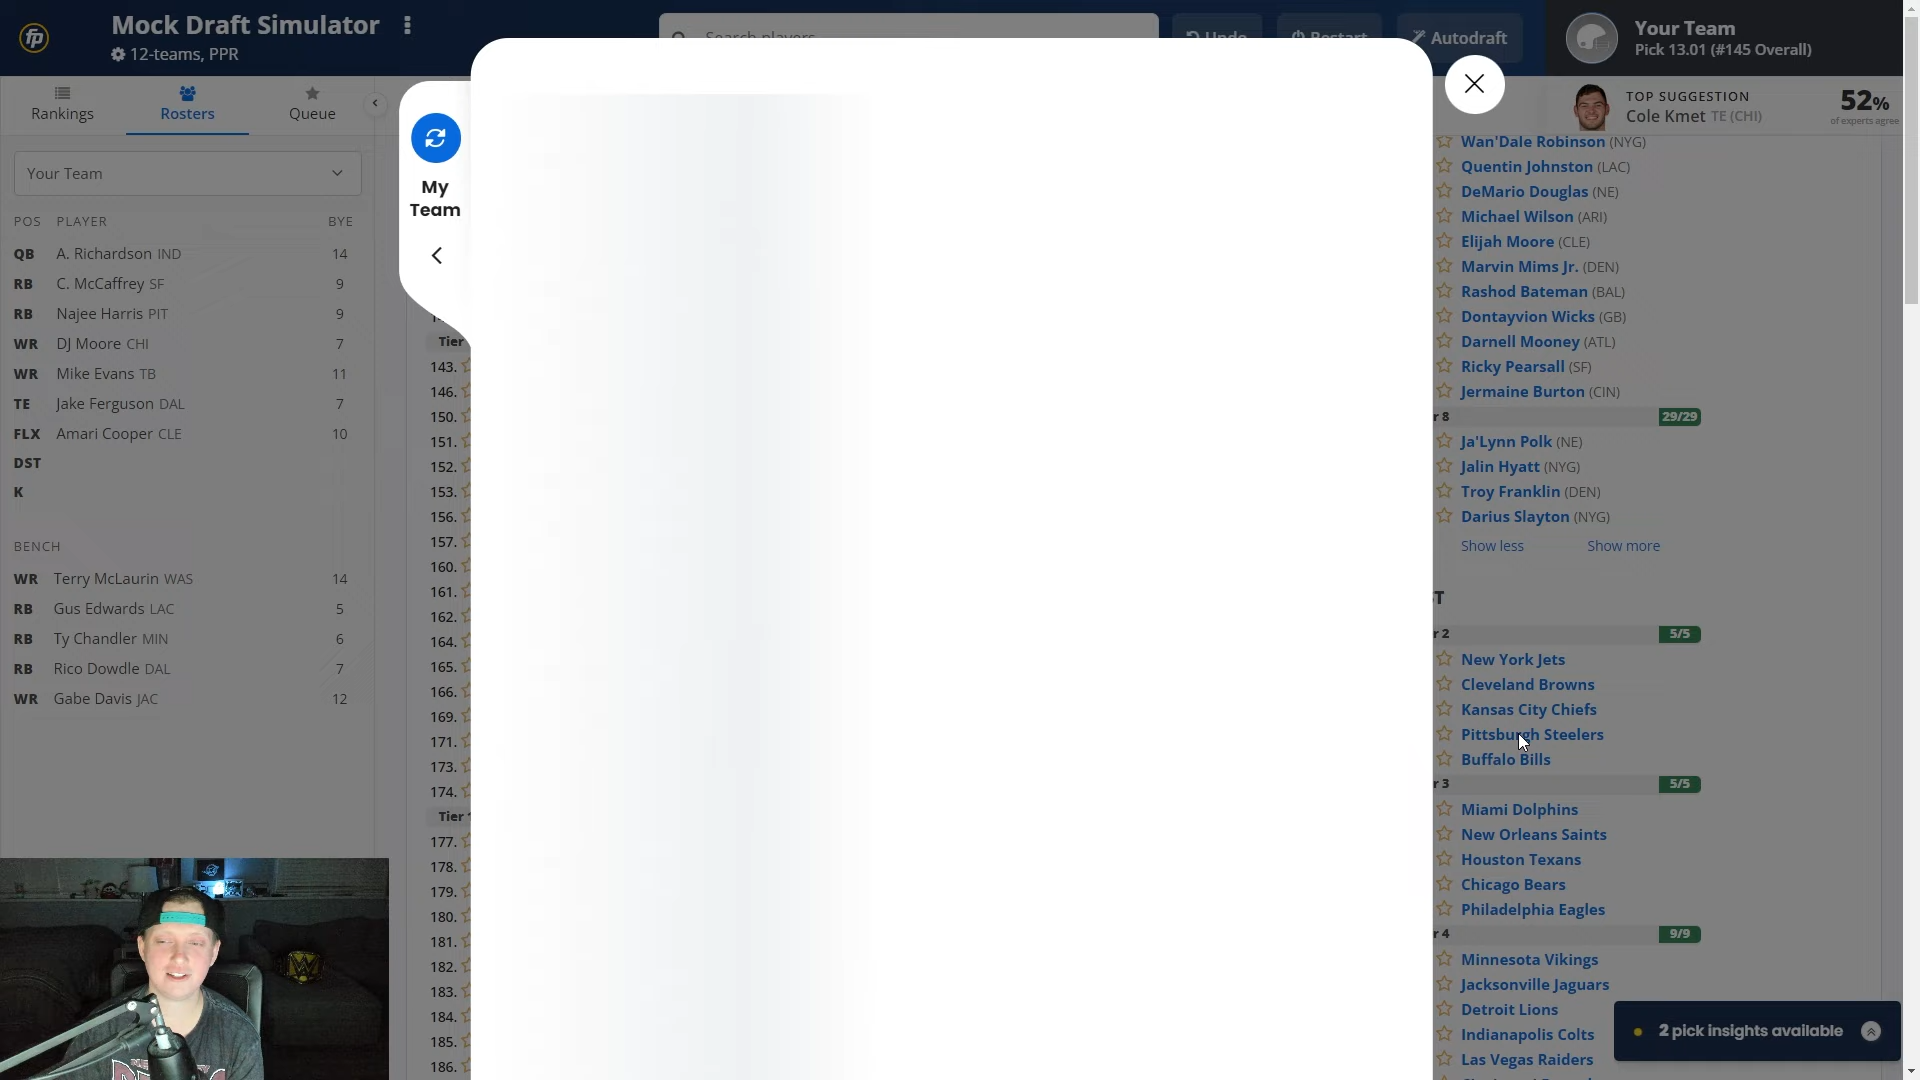 fp
Mock Draft Simulator
12-teams, PPR
Search players
Undo
Restart
Autodraft
Your Team
Pick 13.01 (#145 Overall)
Rankings
Rosters
Queue
TOP SUGGESTION
Cole Kmet TE (CHI)
52%
of experts agree
Your Team
POS PLAYER BYE
QB A. Richardson IND 14
RB C. McCaffrey SF 9
RB Najee Harris PIT 9
WR DJ Moore CHI 7
WR Mike Evans TB 11
TE Jake Ferguson DAL 7
FLX Amari Cooper CLE 10
DST
K
BENCH
WR Terry McLaurin WAS 14
RB Gus Edwards LAC 5
RB Ty Chandler MIN 6
RB Rico Dowdle DAL 7
WR Gabe Davis JAC 12
My
Team
Tier
143.
146.
150.
151.
152.
153.
156.
157.
160.
161.
162.
164.
165.
166.
169.
171.
173.
174.
Tier
177.
178.
179.
180.
181.
182.
183.
184.
185.
186.
Wan'Dale Robinson (NYG)
Quentin Johnston (LAC)
DeMario Douglas (NE)
Michael Wilson (ARI)
Elijah Moore (CLE)
Marvin Mims Jr. (DEN)
Rashod Bateman (BAL)
Dontayvion Wicks (GB)
Darnell Mooney (ATL)
Ricky Pearsall (SF)
Jermaine Burton (CIN)
r 8 29/29
Ja'Lynn Polk (NE)
Jalin Hyatt (NYG)
Troy Franklin (DEN)
Darius Slayton (NYG)
Show less Show more
ST
r 2 5/5
New York Jets
Cleveland Browns
Kansas City Chiefs
Pittsburgh Steelers
Buffalo Bills
r 3 5/5
Miami Dolphins
New Orleans Saints
Houston Texans
Chicago Bears
Philadelphia Eagles
r 4 9/9
Minnesota Vikings
Jacksonville Jaguars
Detroit Lions
Indianapolis Colts
Las Vegas Raiders
2 pick insights available